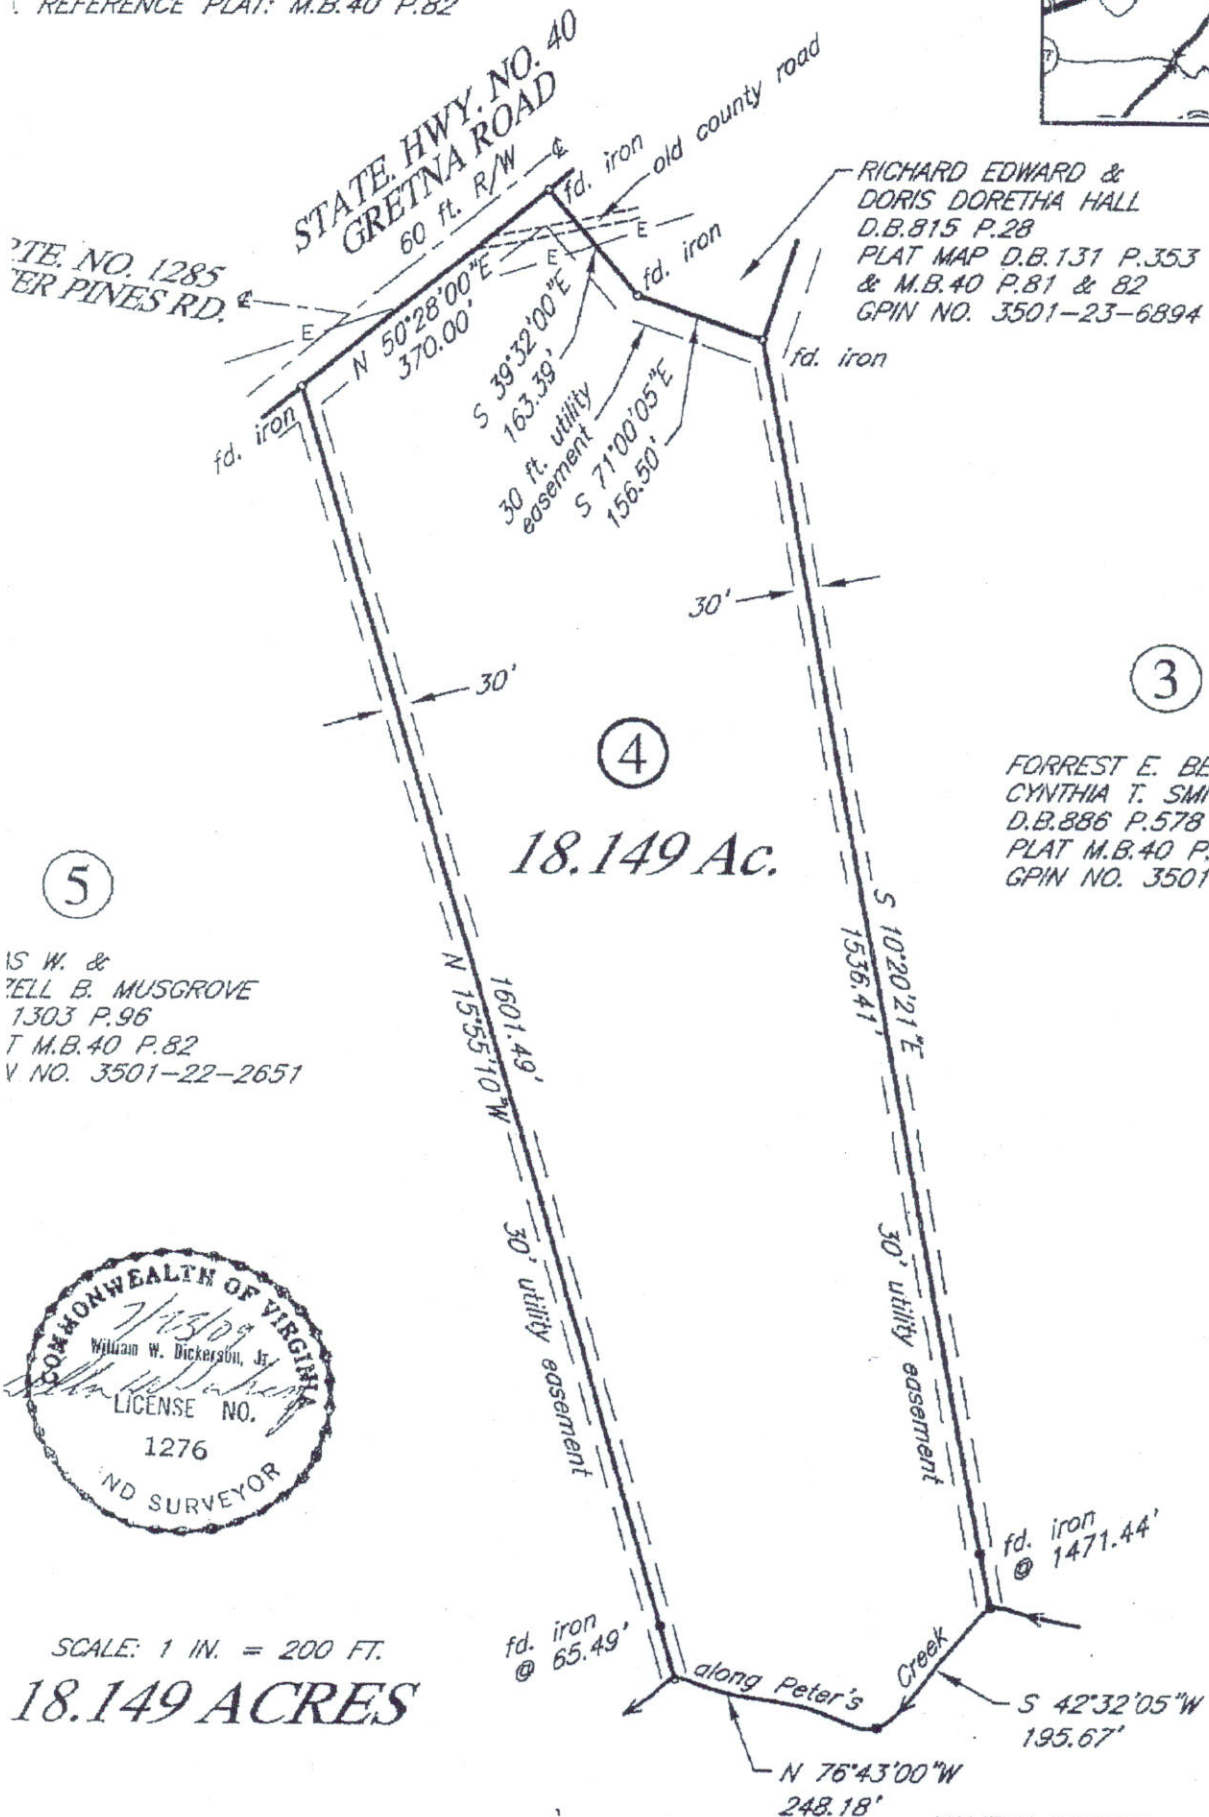 REFERENCE PLAT: M.B.40 P.82
STATE. HWY. NO. 40
GRETNA ROAD
60 ft. R/W
fd. iron
old county road
RICHARD EDWARD &
DORIS DORETHA HALL
D.B.815 P.28
PLAT MAP D.B.131 P.353
& M.B.40 P.81 & 82
GPIN NO. 3501-23-6894
NO. 1285
PINES RD.
E
E
E
N 50°28'00"E
370.00'
fd. iron
S 39°32'00"E
163.39'
fd. iron
30 ft. utility
easement
S 71°00'05"E
156.50'
fd. iron
30'
30'
3
4
18.149 Ac.
FORREST E.
CYNTHIA T.
D.B.886 P.578
PLAT M.B.40
GPIN NO. 3501
5
W. &
B. MUSGROVE
1303 P.96
M.B.40 P.82
NO. 3501-22-2651
S 10°20'21"E
1536.41'
1601.49'
N 15°55'10"W
30' utility easement
30' utility easement
COMMONWEALTH OF VIRGINIA
7/23/09
William W. Dickerson, Jr.
LICENSE NO.
1276
SURVEYOR
fd. iron
@ 1471.44'
fd. iron
@ 65.49'
along Peter's Creek
S 42°32'05"W
195.67'
N 76°43'00"W
248.18'
SCALE: 1 IN. = 200 FT.
18.149 ACRES